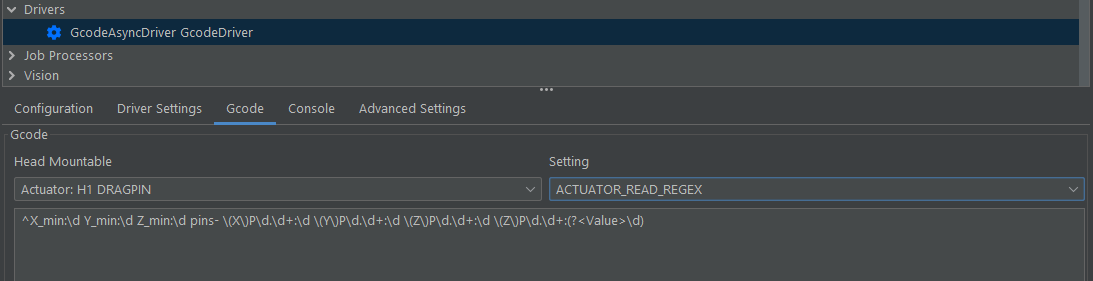 Drivers
GcodeAsyncDriver GcodeDriver
Job Processors
Vision
Configuration Driver Settings Gcode Console Advanced Settings
Gcode
Head Mountable Setting
Actuator: H1 DRAGPIN ACTUATOR_READ_REGEX
^X_min:\d Y_min:\d Z_min:\d pins- \(X\)P\d.\d+:\d \(Y\)P\d.\d+:\d \(Z\)P\d.\d+:\d \(Z\)P\d.\d+:(?<Value>\d)